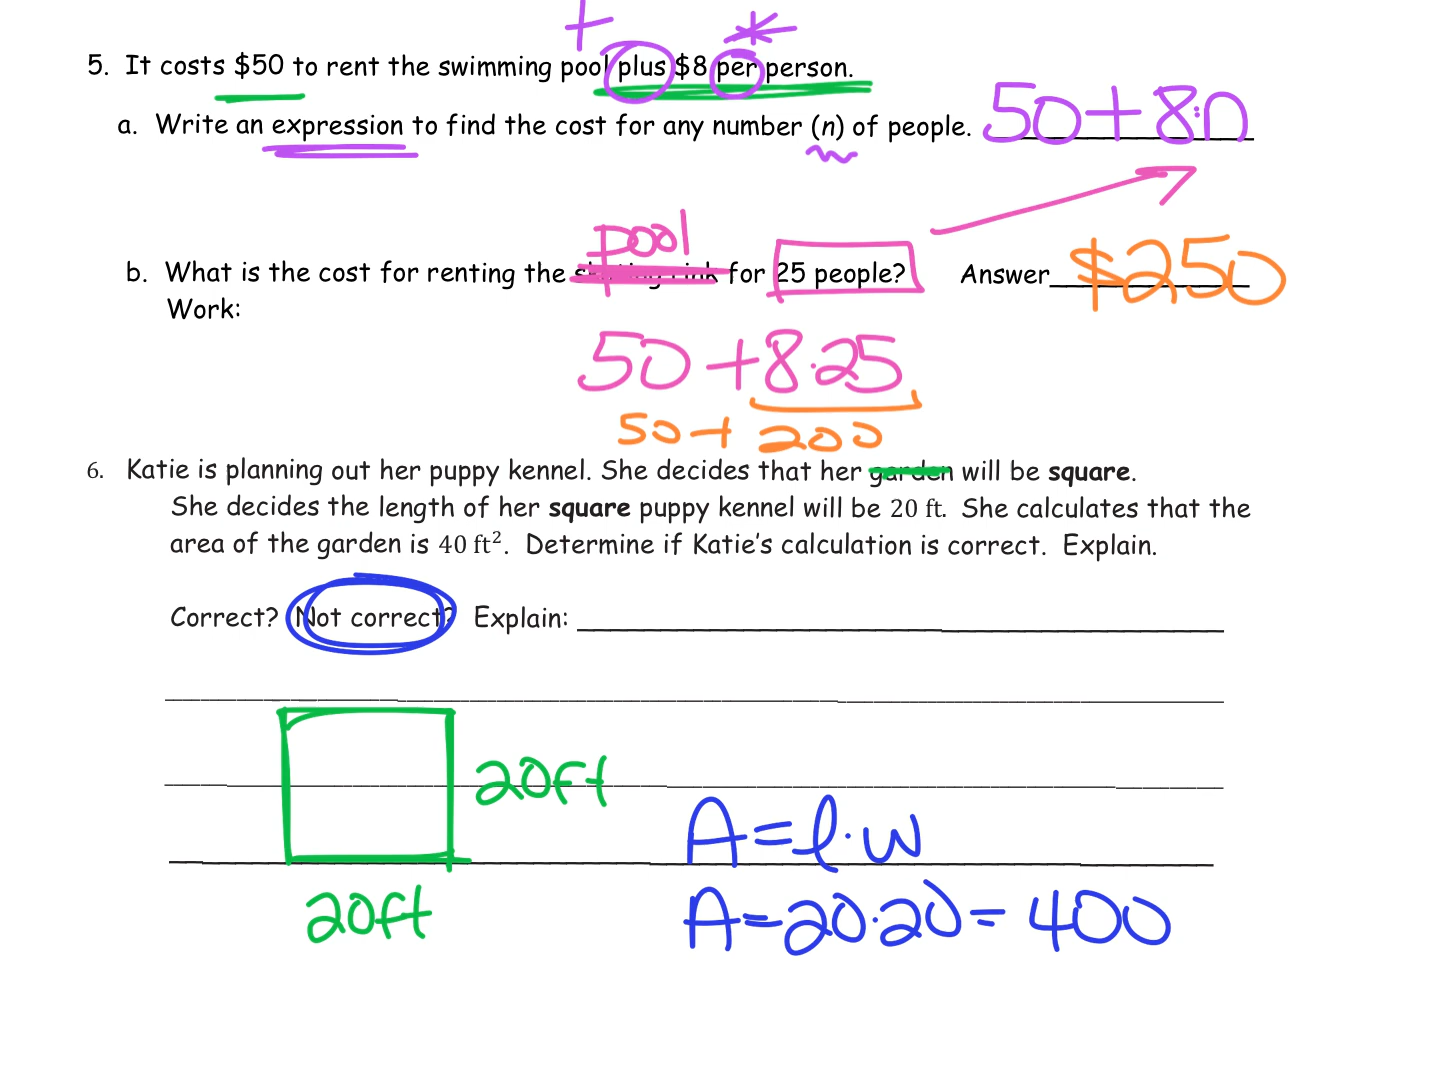 + *
5. It costs $50 to rent the swimming pool plus $8 per person.
a. Write an expression to find the cost for any number (n) of people. 50+8·n
pool
b. What is the cost for renting the for 25 people? Answer $250
Work:
50+8·25
50+200
6. Katie is planning out her puppy kennel. She decides that her garden will be square.
She decides the length of her square puppy kennel will be 20 ft. She calculates that the
area of the garden is 40 ft². Determine if Katie's calculation is correct. Explain.
Correct? Not correct? Explain:
20ft
A=l·w
20ft
A=20·20=400